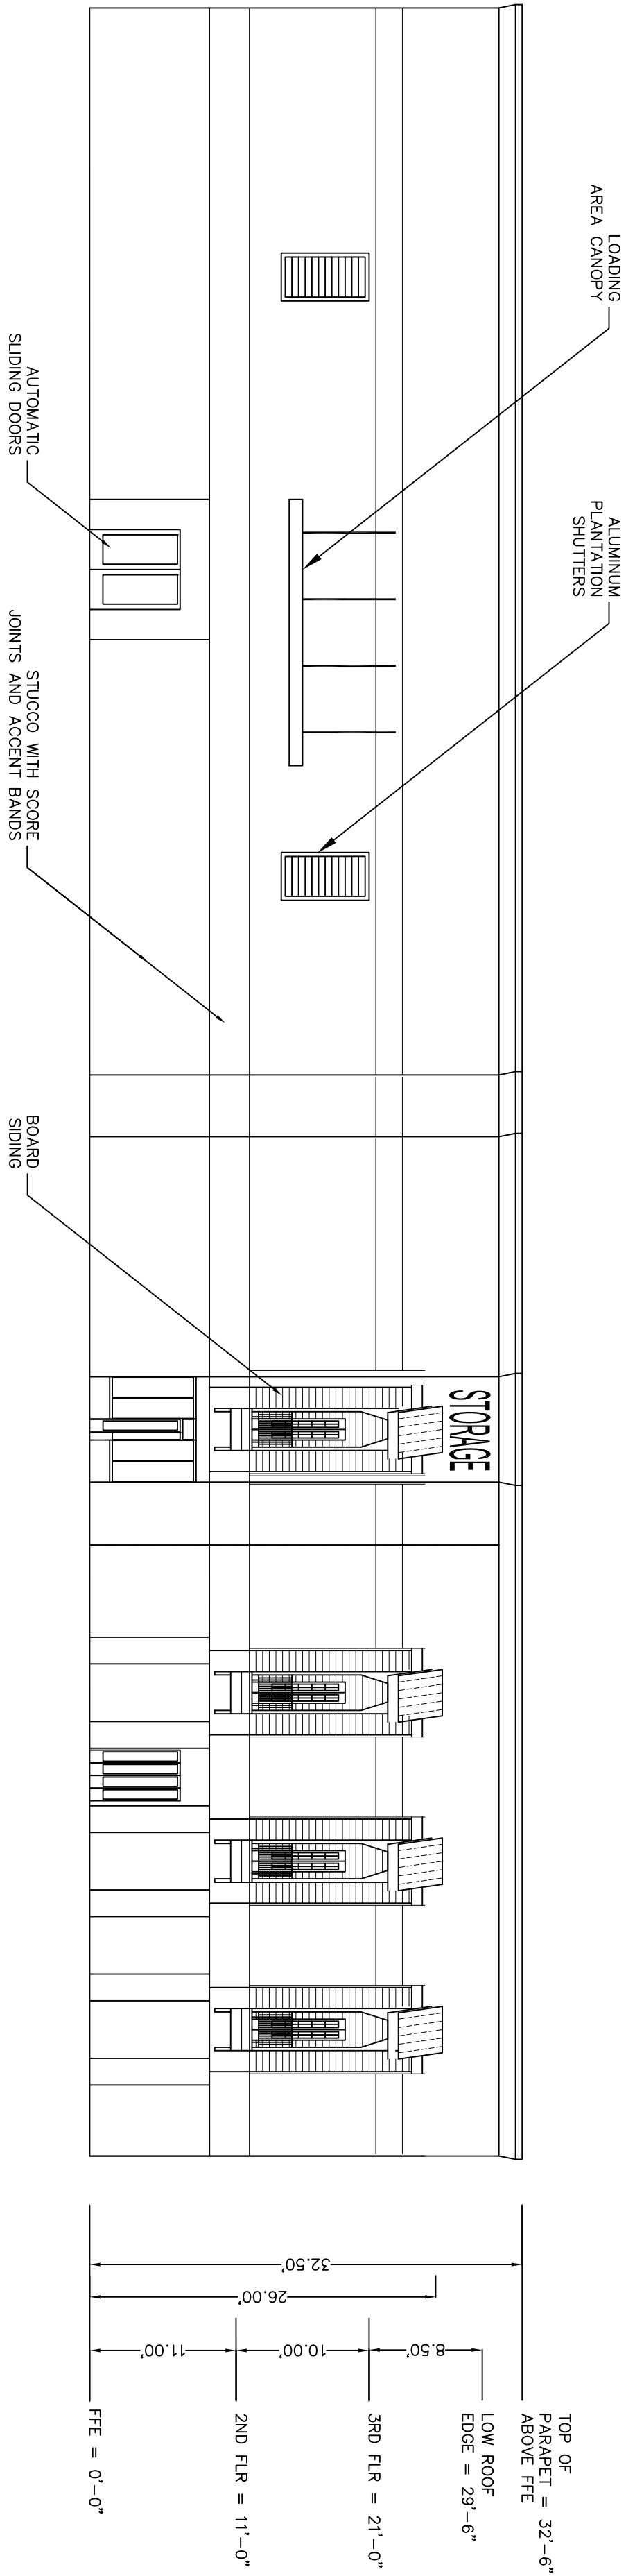 LOADING
AREA CANOPY
ALUMINUM
PLANTATION
SHUTTERS
AUTOMATIC
SLIDING DOORS
STUCCO WITH SCORE
JOINTS AND ACCENT BANDS
BOARD
SIDING
STORAGE
32.50'
26.00'
11.00'
10.00'
8.50'
TOP OF
PARAPET = 32'-6"
ABOVE FFE
LOW ROOF
EDGE = 29'-6"
3RD FLR = 21'-0"
2ND FLR = 11'-0"
FFE = 0'-0"